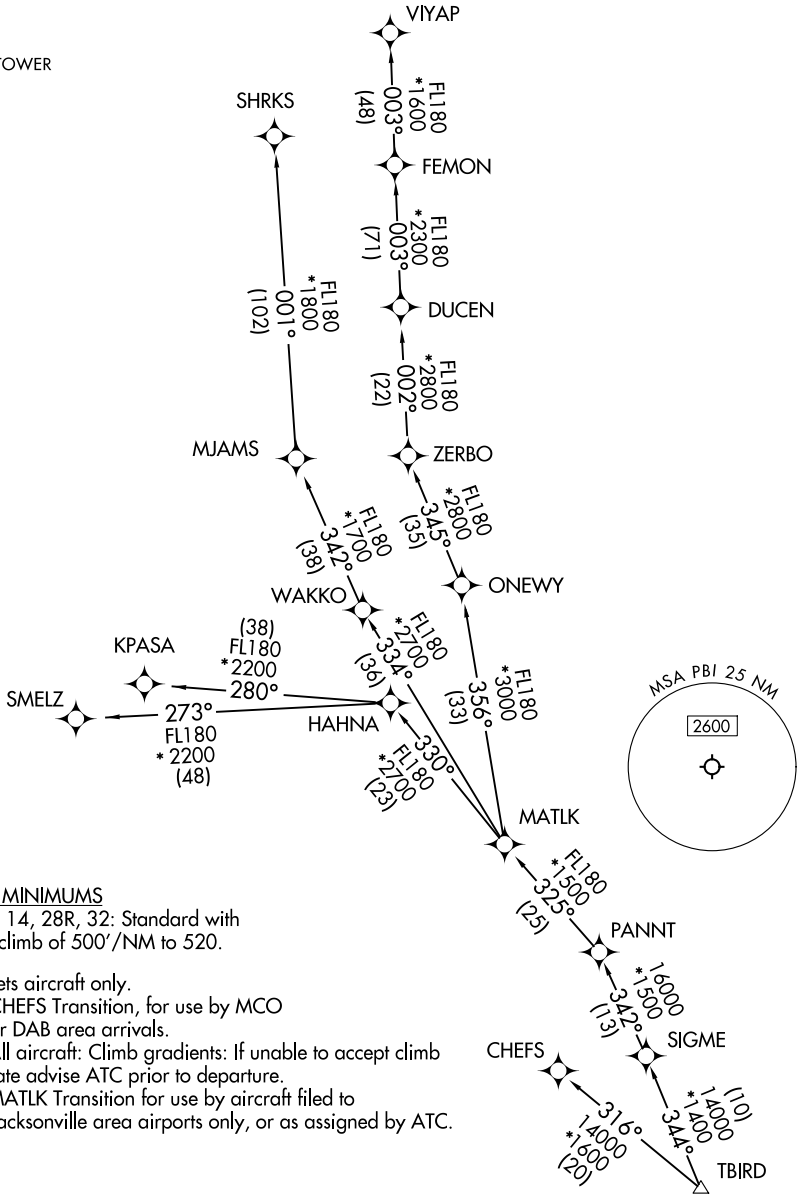 VIYAP
TOWER
FL180
*1600
003°
(48)
SHRKS
FEMON
FL180
*2300
003°
(71)
FL180
*1800
001°
(102)
DUCEN
FL180
*2800
002°
(22)
MJAMS
ZERBO
FL180
*2800
345°
(35)
FL180
*1700
342°
(38)
ONEWY
WAKKO
(38)
FL180
*2200
280°
KPASA
FL180
*2700
334°
(36)
FL180
*3000
356°
(33)
MSA PBI 25 NM
2600
SMELZ
273°
FL180
*2200
(48)
HAHNA
330°
FL180
*2700
(23)
MATLK
FL180
*1500
325°
(25)
MINIMUMS
14, 28R, 32: Standard with
climb of 500'/NM to 520.
PANNT
16000
*1500
342°
(13)
ets aircraft only.
CHEFS Transition, for use by MCO
r DAB area arrivals.
ll aircraft: Climb gradients: If unable to accept climb
ate advise ATC prior to departure.
MATLK Transition for use by aircraft filed to
acksonville area airports only, or as assigned by ATC.
SIGME
CHEFS
(10)
14000
*1400
344°
316°
14000
*1600
(20)
TBIRD